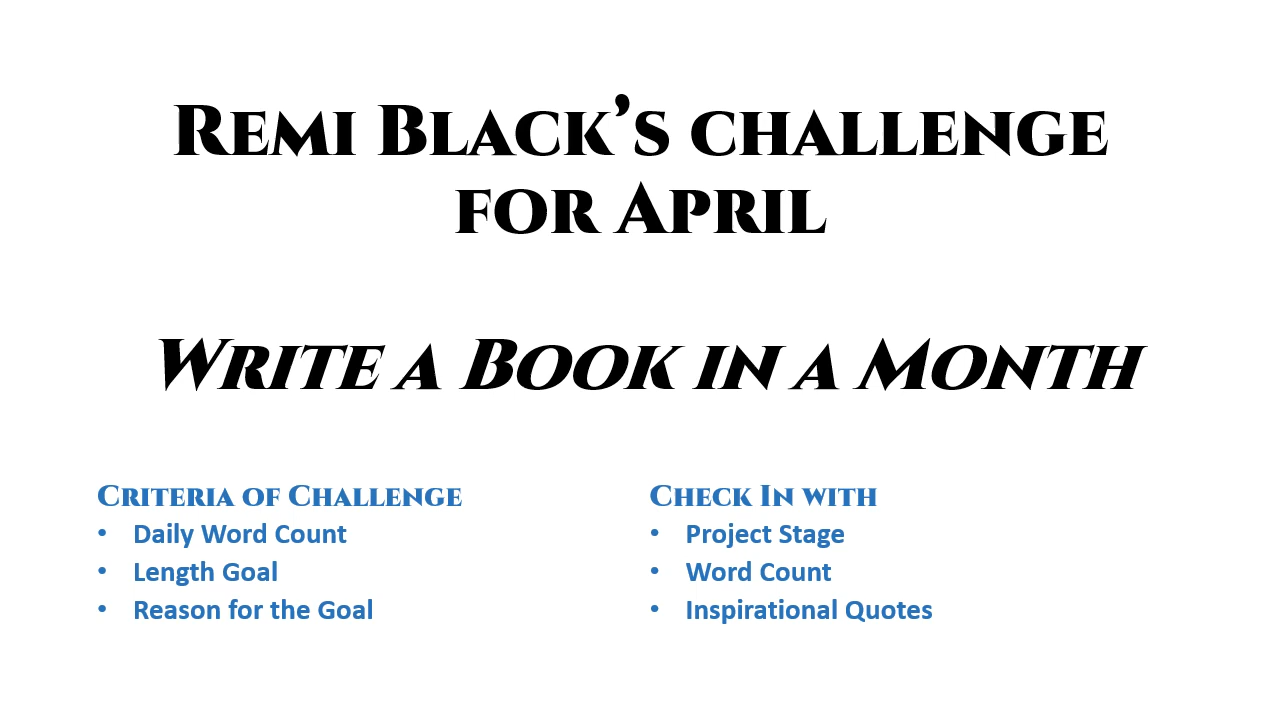 Remi Black’s challenge
for April
Write a Book in a Month
Criteria of Challenge
• Daily Word Count
• Length Goal
• Reason for the Goal
Check In with
• Project Stage
• Word Count
• Inspirational Quotes